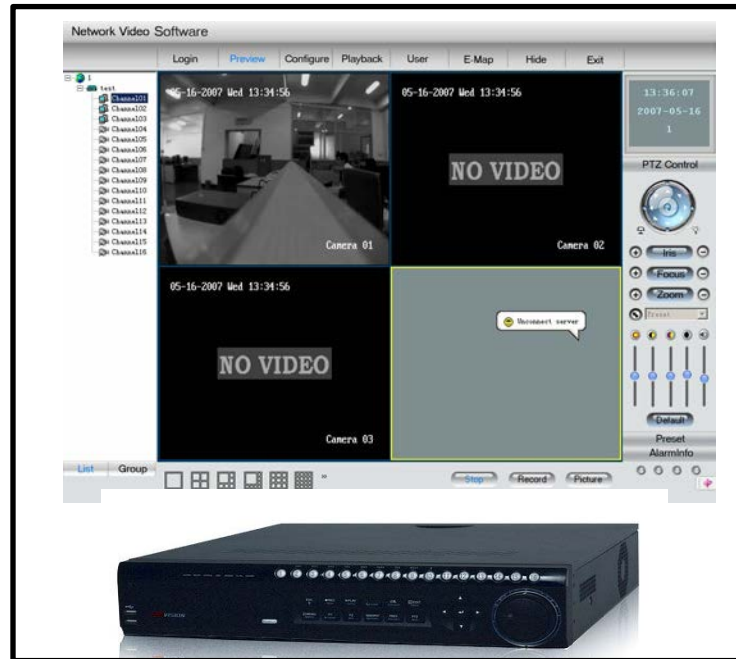 Network Video Software
Login Preview Configure Playback User E-Map Hide Exit
1
test
Channel01
Channel02
Channel03
Channel04
Channel05
Channel06
Channel07
Channel08
Channel09
Channel10
Channel11
Channel12
Channel13
Channel14
Channel15
Channel16
List Group
05-16-2007 Wed 13:34:56
Camera 01
05-16-2007 Wed 13:34:56
NO VIDEO
Camera 02
05-16-2007 Wed 13:34:56
NO VIDEO
Camera 03
Unconnect server
Stop Record Picture
13:36:07
2007-05-16
1
PTZ Control
Iris
Focus
Zoom
Preset
Default
Preset
AlarmInfo